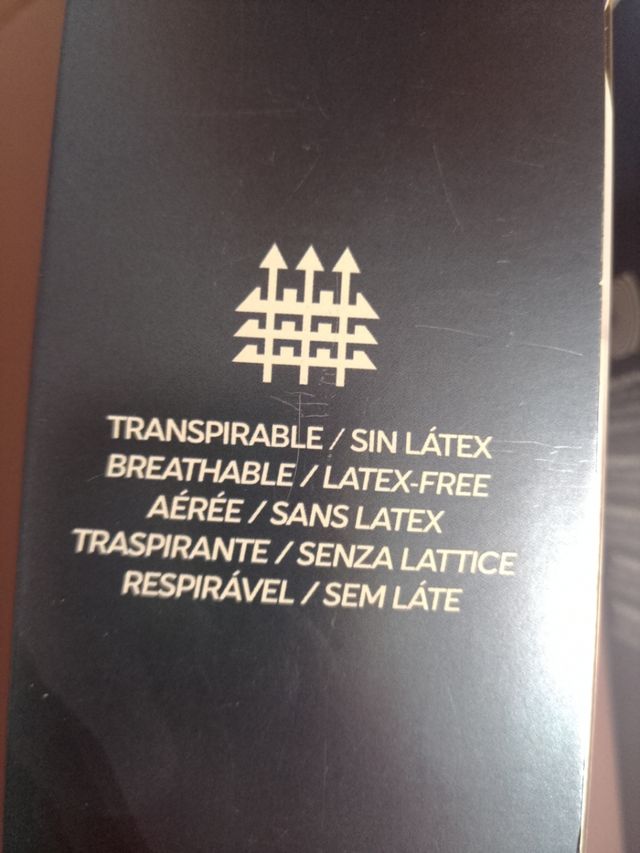 TRANSPIRABLE / SIN LÁTEX
BREATHABLE / LATEX-FREE
AÉRÉE / SANS LATEX
TRASPIRANTE / SENZA LATTICE
RESPIRÁVEL / SEM LÁTE